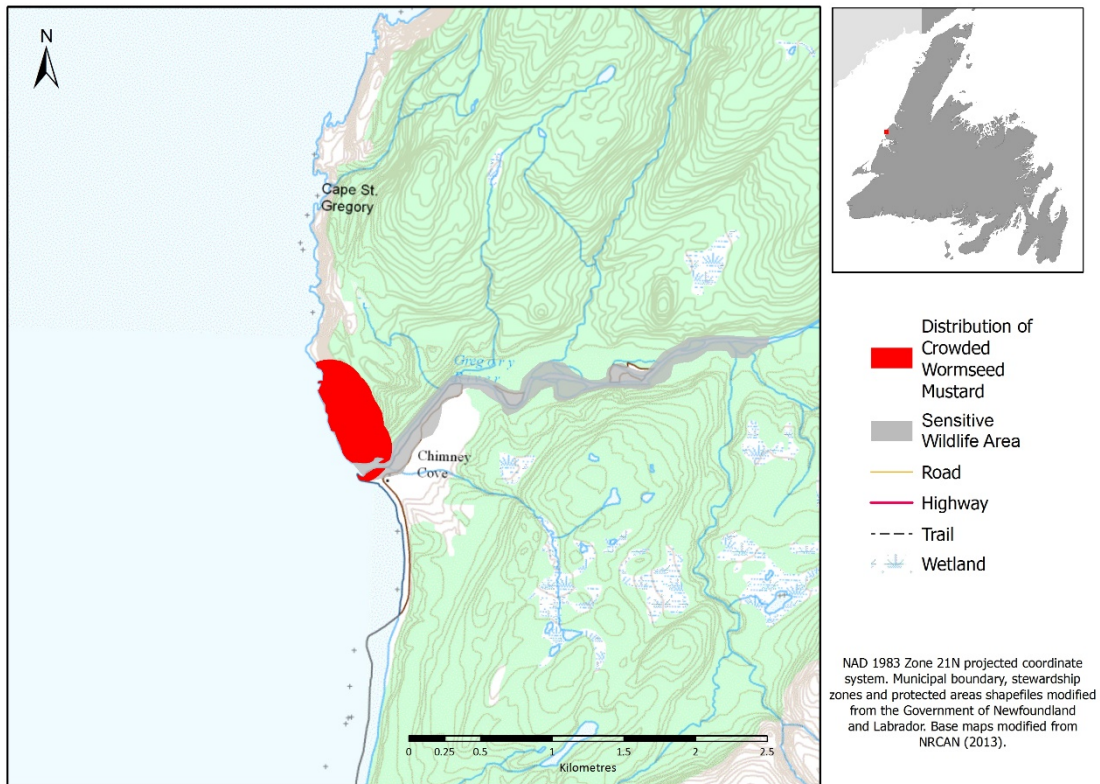 N
Cape St.
Gregory
Gregory
River
Chimney
Cove
0 0.25 0.5 1 1.5 2 2.5
Kilometres
Distribution of
Crowded
Wormseed
Mustard
Sensitive
Wildlife Area
Road
Highway
Trail
Wetland
NAD 1983 Zone 21N projected coordinate
system. Municipal boundary, stewardship
zones and protected areas shapefiles modified
from the Government of Newfoundland
and Labrador. Base maps modified from
NRCAN (2013).